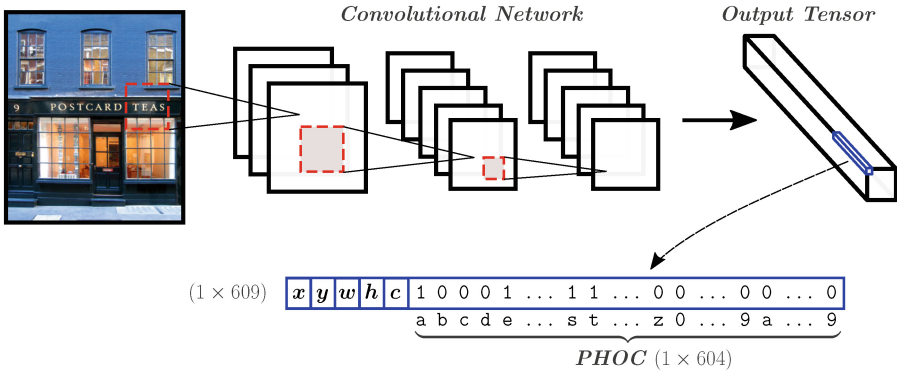 Convolutional Network
Output Tensor
9 POSTCARD TEAS
(1 × 609) x y w h c 1 0 0 0 1 ... 1 1 ... 0 0 ... 0 0 ... 0
a b c d e ... s t ... z 0 ... 9 a ... 9
PHOC (1 × 604)